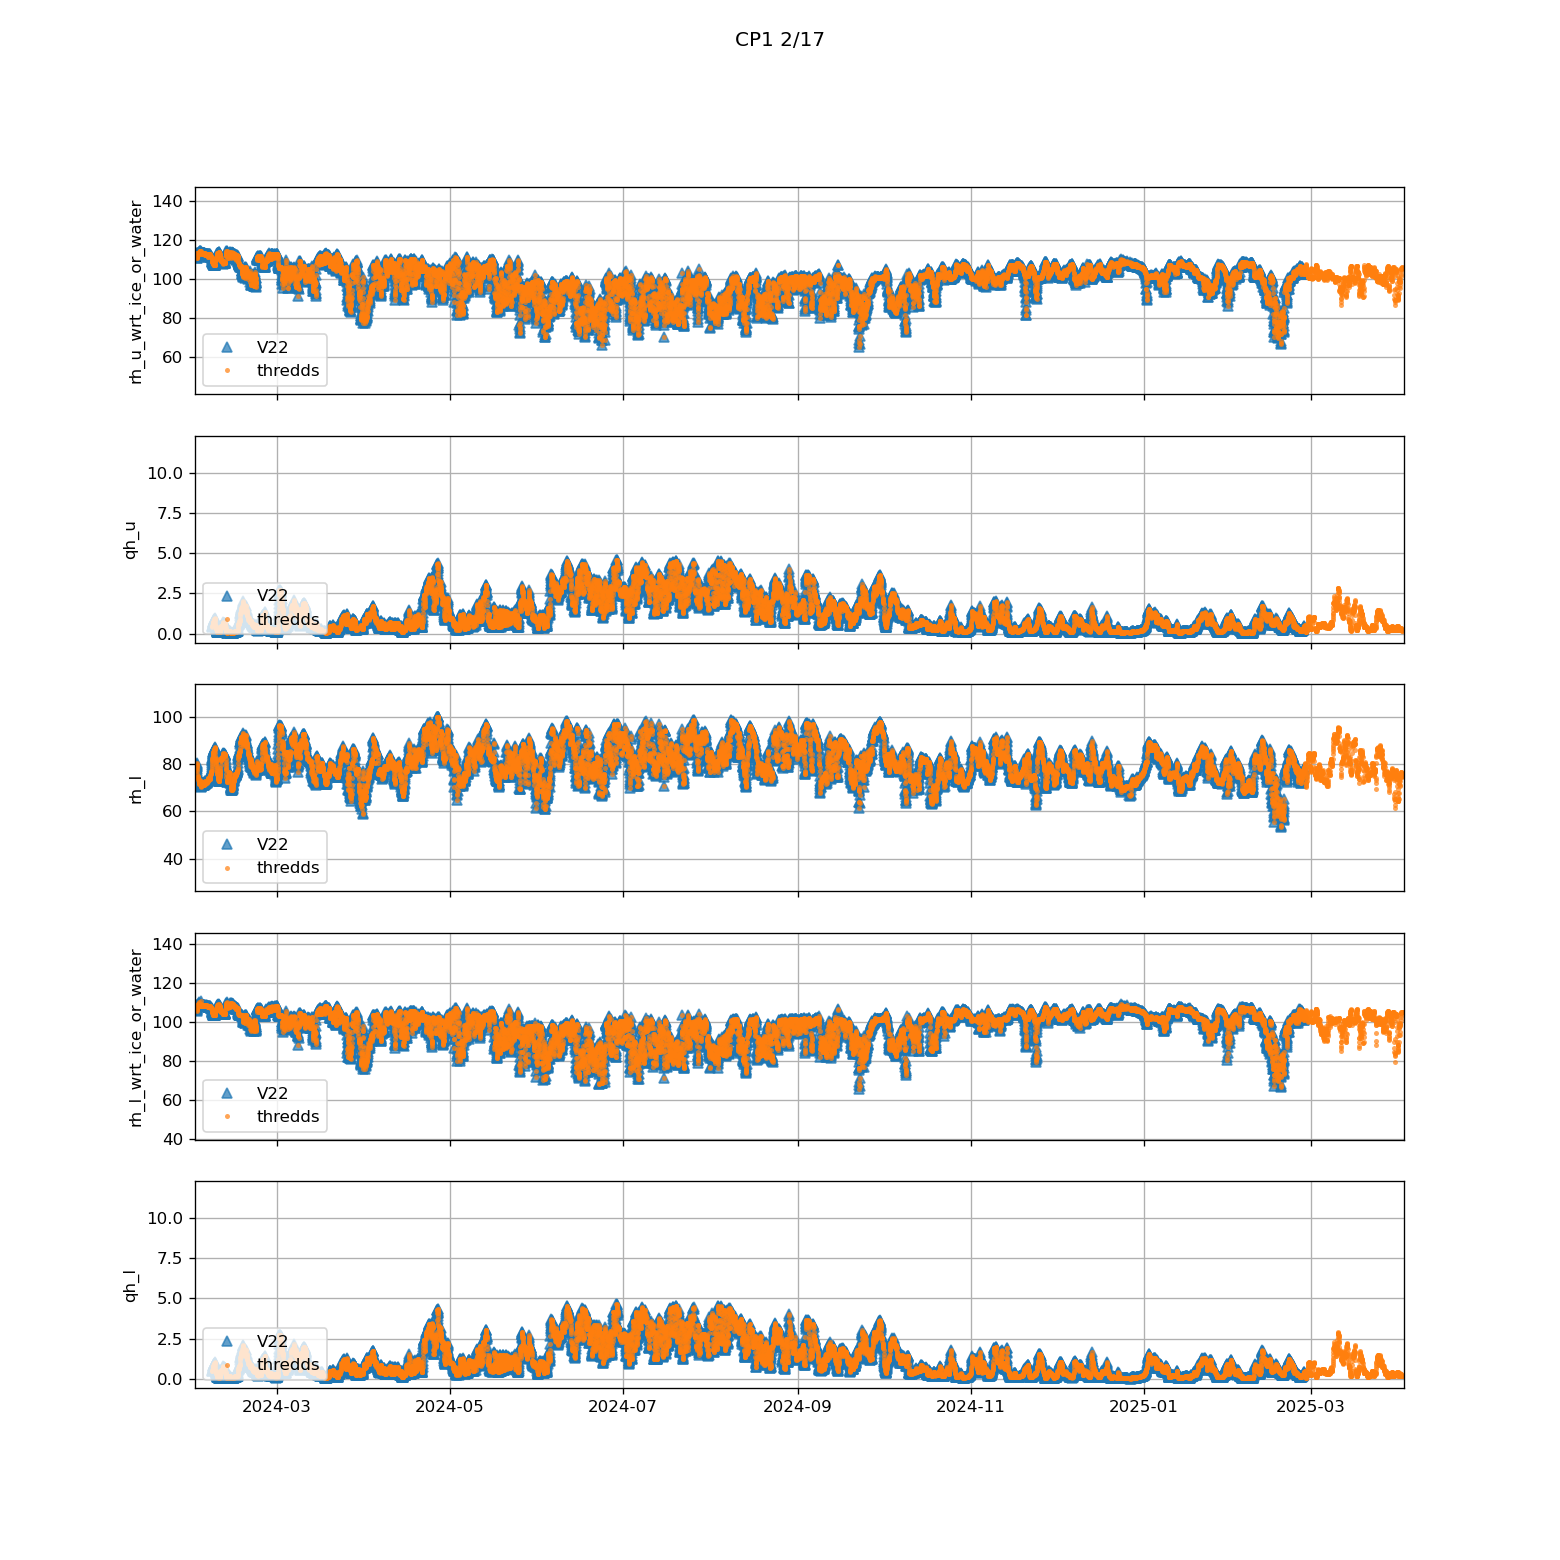 CP1 2/17
rh_u_wrt_ice_or_water
140
120
100
80
60
V22
thredds
qh_u
10.0
7.5
5.0
2.5
0.0
V22
thredds
rh_l
100
80
60
40
V22
thredds
rh_l_wrt_ice_or_water
140
120
100
80
60
40
V22
thredds
qh_l
10.0
7.5
5.0
2.5
0.0
V22
thredds
2024-03 2024-05 2024-07 2024-09 2024-11 2025-01 2025-03